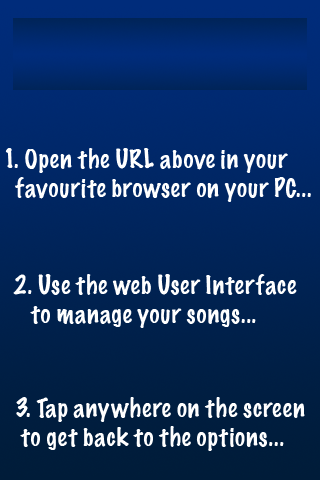 1. Open the URL above in your
favourite browser on your PC...
2. Use the web User Interface
to manage your songs...
3. Tap anywhere on the screen
to get back to the options...